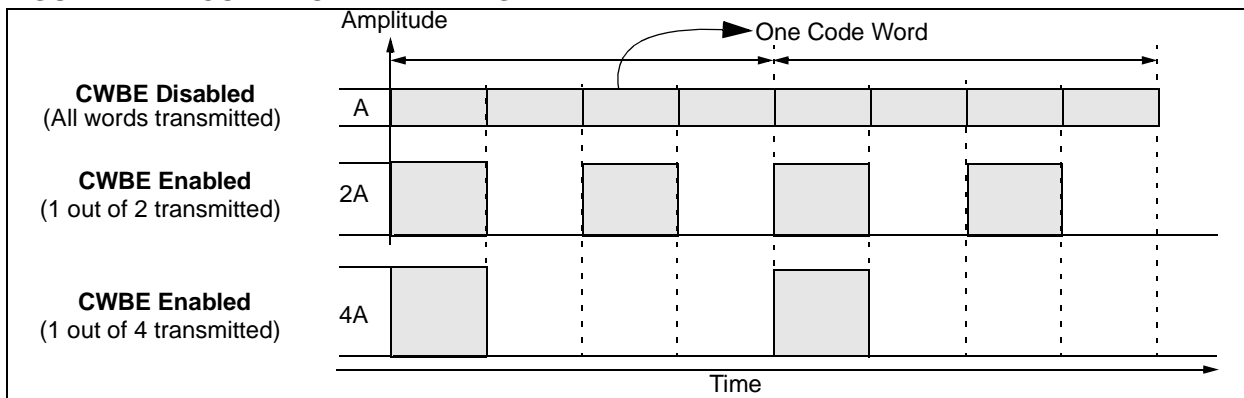 Amplitude
One Code Word
CWBE Disabled
(All words transmitted)
A
CWBE Enabled
(1 out of 2 transmitted)
2A
CWBE Enabled
(1 out of 4 transmitted)
4A
Time